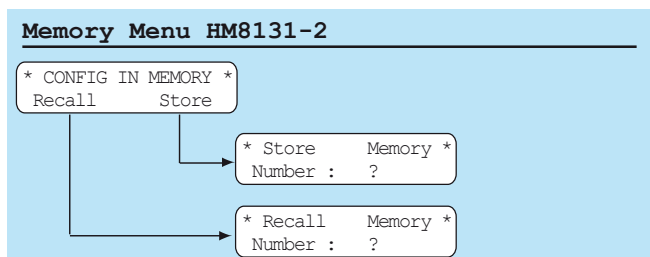 Memory Menu HM8131-2
* CONFIG IN MEMORY *
Recall Store
* Store Memory *
Number : ?
* Recall Memory *
Number : ?